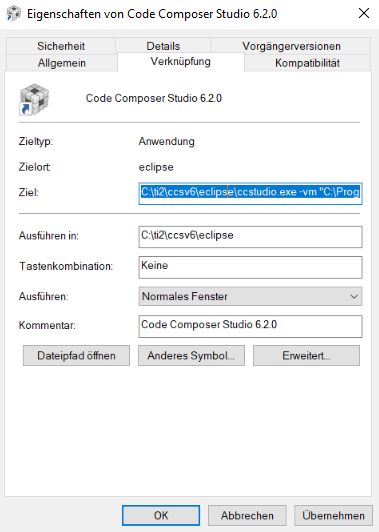 Eigenschaften von Code Composer Studio 6.2.0
Sicherheit Details Vorgängerversionen
Allgemein Verknüpfung Kompatibilität
Code Composer Studio 6.2.0
Zieltyp: Anwendung
Zielort: eclipse
Ziel: C:\ti2\ccsv6\eclipse\ccstudio.exe -vm "C:\Prog
Ausführen in: C:\ti2\ccsv6\eclipse
Tastenkombination: Keine
Ausführen: Normales Fenster
Kommentar: Code Composer Studio 6.2.0
Dateipfad öffnen Anderes Symbol... Erweitert...
OK Abbrechen Übernehmen